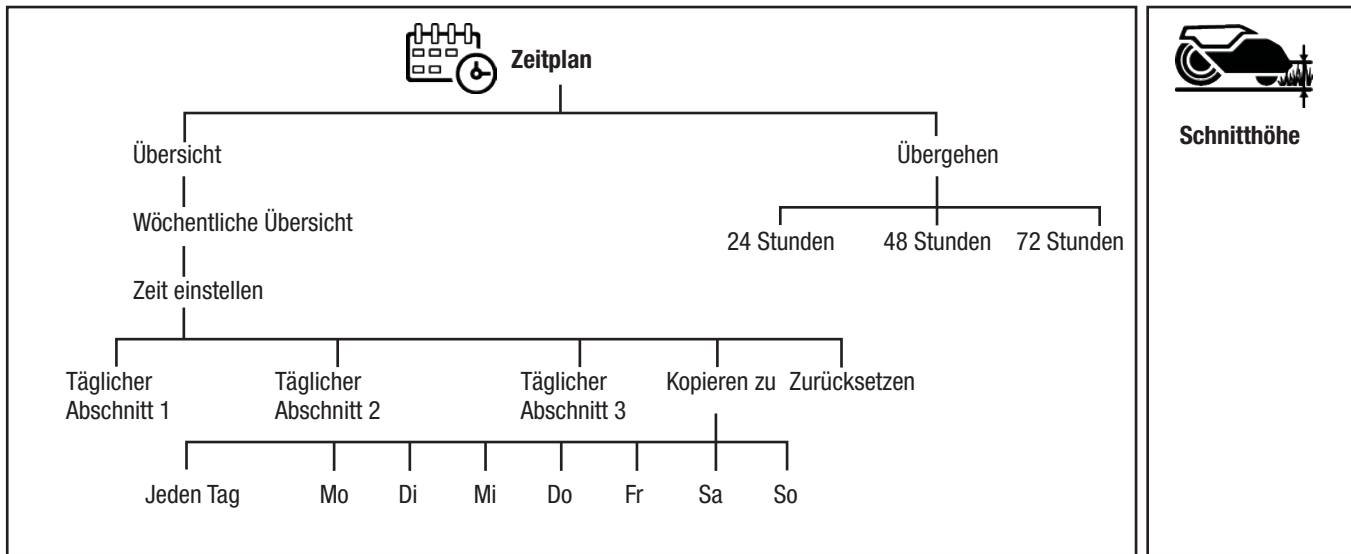 Zeitplan
Schnitthöhe
Übersicht
Übergehen
Wöchentliche Übersicht
24 Stunden
48 Stunden
72 Stunden
Zeit einstellen
Täglicher
Abschnitt 1
Täglicher
Abschnitt 2
Täglicher
Abschnitt 3
Kopieren zu
Zurücksetzen
Jeden Tag
Mo
Di
Mi
Do
Fr
Sa
So